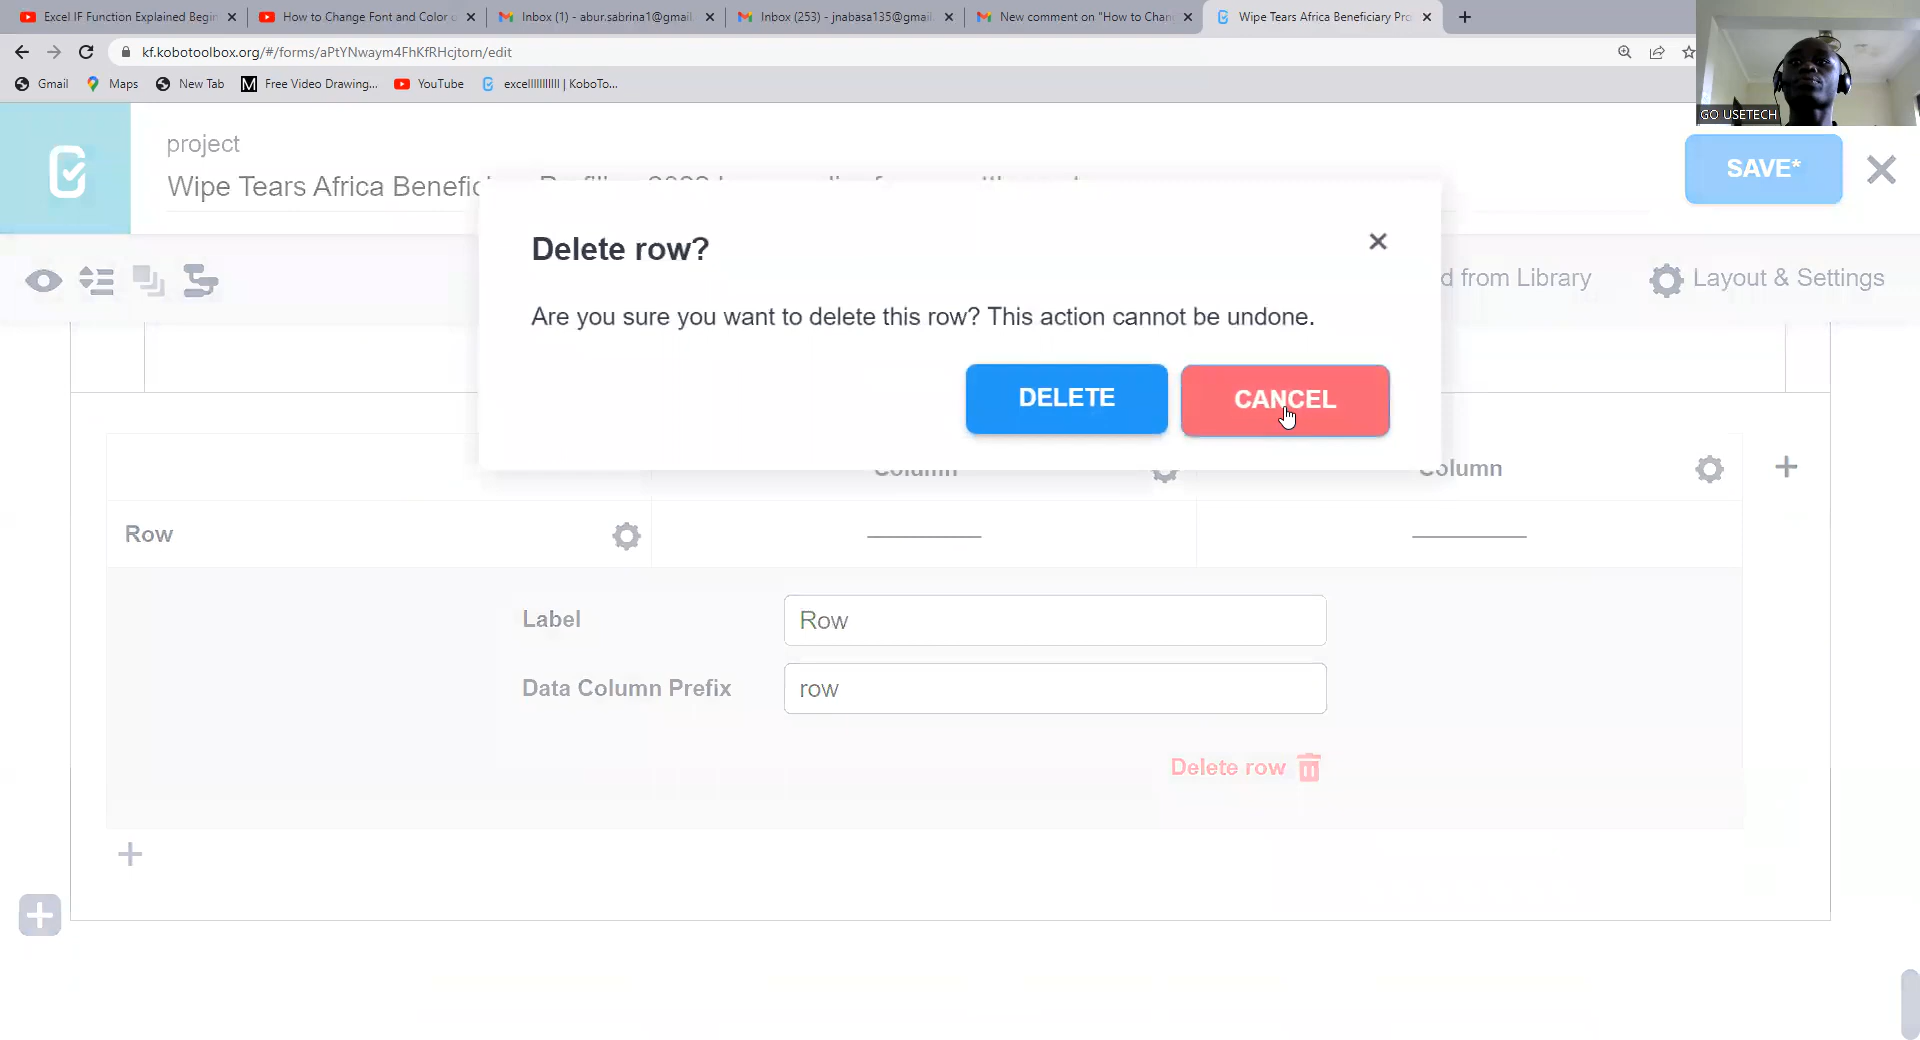 Excel IF Function Explained Begin
How to Change Font and Color o
Inbox (1) - abur.sabrina1@gmail.
Inbox (253) - jnabasa135@gmail.
New comment on "How to Chan
Wipe Tears Africa Beneficiary Pro
kf.kobotoolbox.org/#/forms/aPtYNwaym4FhKfRHcjtorn/edit
Gmail
Maps
New Tab
Free Video Drawing...
YouTube
excelllllllllll | KoboTo...
GO USETECH
project
Wipe Tears Africa Benefic
SAVE*
Delete row?
d from Library
Layout & Settings
Are you sure you want to delete this row? This action cannot be undone.
DELETE
CANCEL
Column
Column
Row
Label
Row
Data Column Prefix
row
Delete row